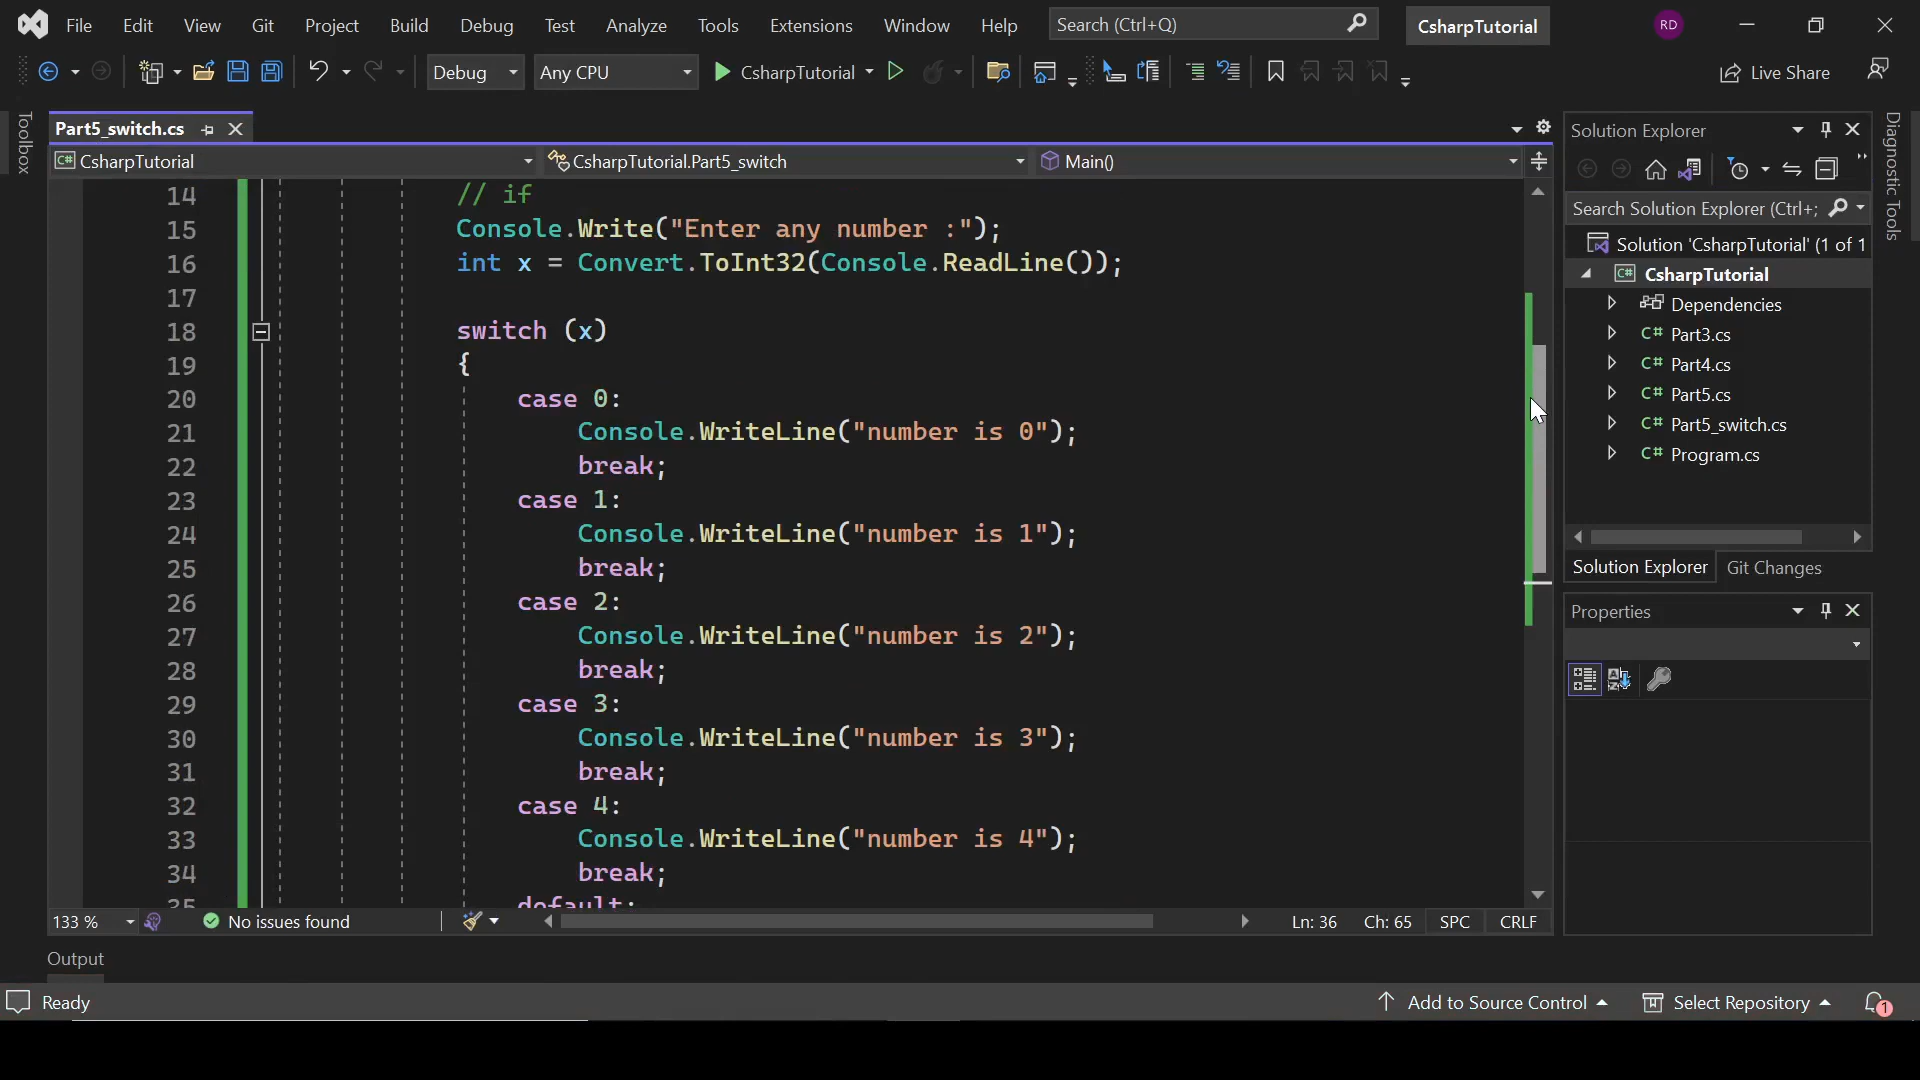 File Edit View Git Project Build Debug Test Analyze Tools Extensions Window Help Search (Ctrl+Q) CsharpTutorial RD
Debug Any CPU CsharpTutorial Live Share
Toolbox
Part5_switch.cs
C# CsharpTutorial CsharpTutorial.Part5_switch Main()
14 // if
15 Console.Write("Enter any number :");
16 int x = Convert.ToInt32(Console.ReadLine());
17
18 switch (x)
19 {
20 case 0:
21 Console.WriteLine("number is 0");
22 break;
23 case 1:
24 Console.WriteLine("number is 1");
25 break;
26 case 2:
27 Console.WriteLine("number is 2");
28 break;
29 case 3:
30 Console.WriteLine("number is 3");
31 break;
32 case 4:
33 Console.WriteLine("number is 4");
34 break;
35 default:
133 % No issues found Ln: 36 Ch: 65 SPC CRLF
Solution Explorer
Search Solution Explorer (Ctrl+;
Solution 'CsharpTutorial' (1 of 1
C# CsharpTutorial
Dependencies
C# Part3.cs
C# Part4.cs
C# Part5.cs
C# Part5_switch.cs
C# Program.cs
Solution Explorer Git Changes
Properties
Diagnostic Tools
Output
Ready Add to Source Control Select Repository 1